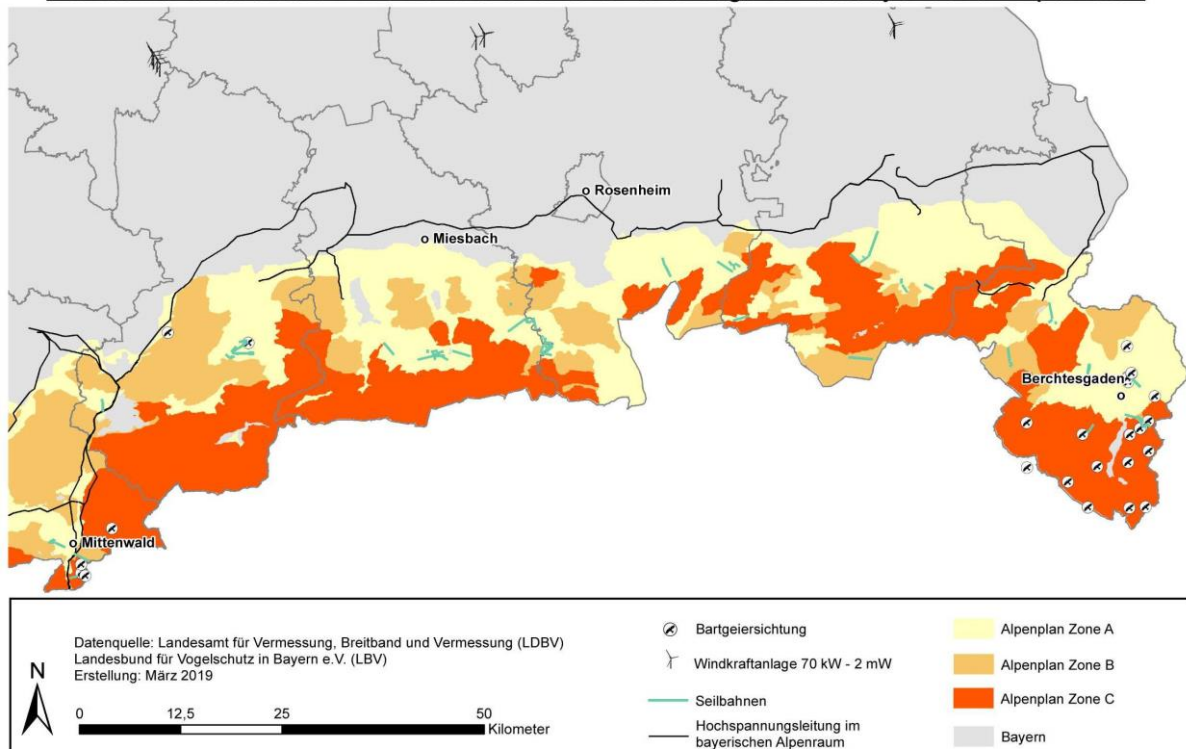 Rosenheim
Miesbach
Berchtesgaden
Mittenwald
Datenquelle: Landesamt für Vermessung, Breitband und Vermessung (LDBV)
Landesbund für Vogelschutz in Bayern e.V. (LBV)
Erstellung: März 2019
N
0 12,5 25 50
Kilometer
Bartgeiersichtung
Windkraftanlage 70 kW - 2 mW
Seilbahnen
Hochspannungsleitung im
bayerischen Alpenraum
Alpenplan Zone A
Alpenplan Zone B
Alpenplan Zone C
Bayern